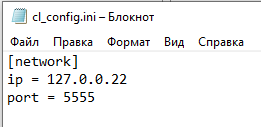 cl_config.ini – Блокнот
Файл Правка Формат Вид Справка
[network]
ip = 127.0.0.22
port = 5555